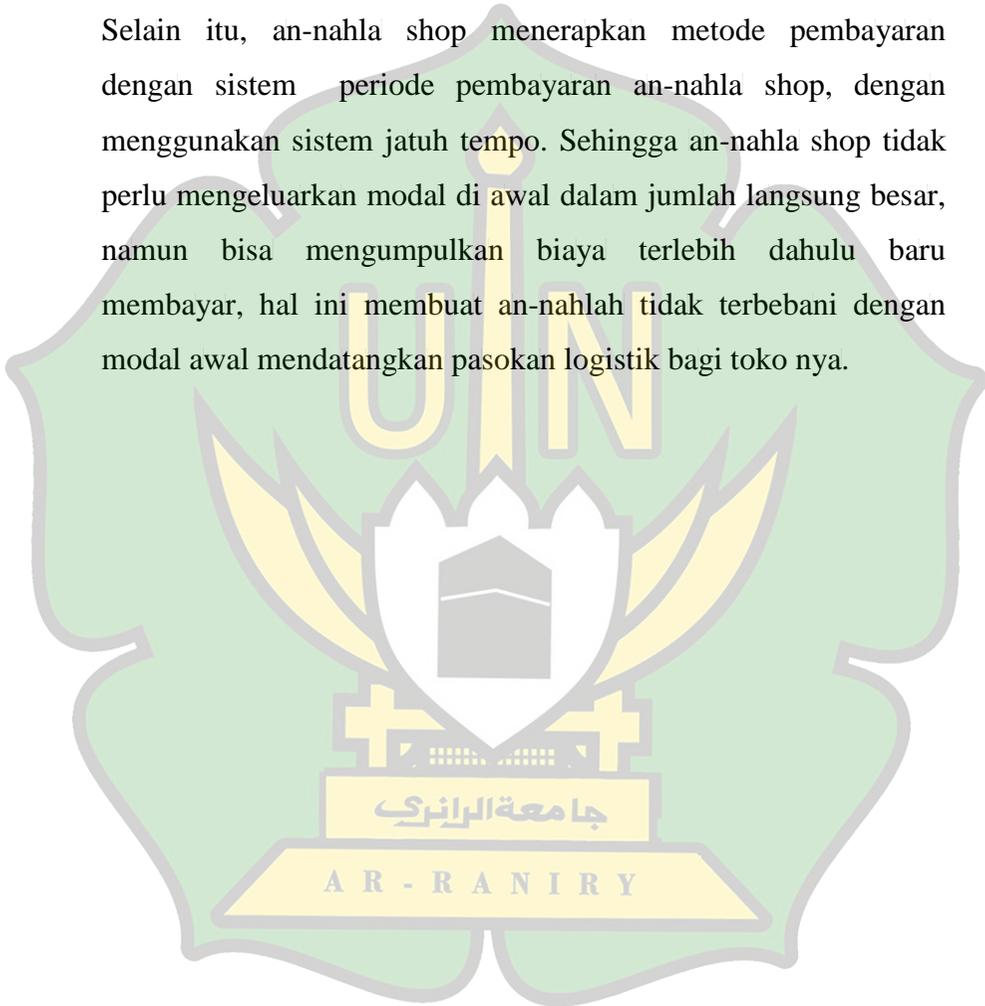 Selain itu, an-nahla shop menerapkan metode pembayaran
dengan sistem periode pembayaran an-nahla shop, dengan
menggunakan sistem jatuh tempo. Sehingga an-nahla shop tidak
perlu mengeluarkan modal di awal dalam jumlah langsung besar,
namun bisa mengumpulkan biaya terlebih dahulu baru
membayar, hal ini membuat an-nahlah tidak terbebani dengan
modal awal mendatangkan pasokan logistik bagi toko nya.
UIN
جامعة الرانري
AR-RANIRY